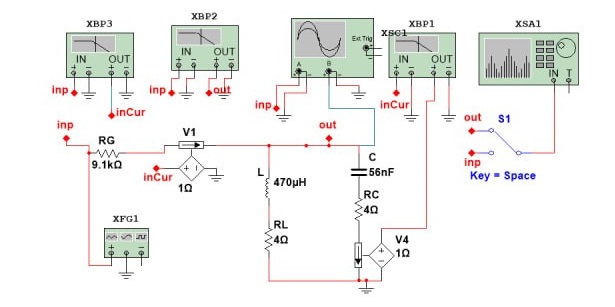 XBP3
XBP2
XSC1
XBP1
XSA1
IN OUT
IN OUT
Ext Trig
A B
IN OUT
IN T
inp
inCur
inp
out
inp
inCur
out
S1
inp
Key = Space
inp
RG
9.1kΩ
V1
1Ω
inCur
out
L
470µH
C
56nF
RC
4Ω
RL
4Ω
V4
1Ω
XFG1